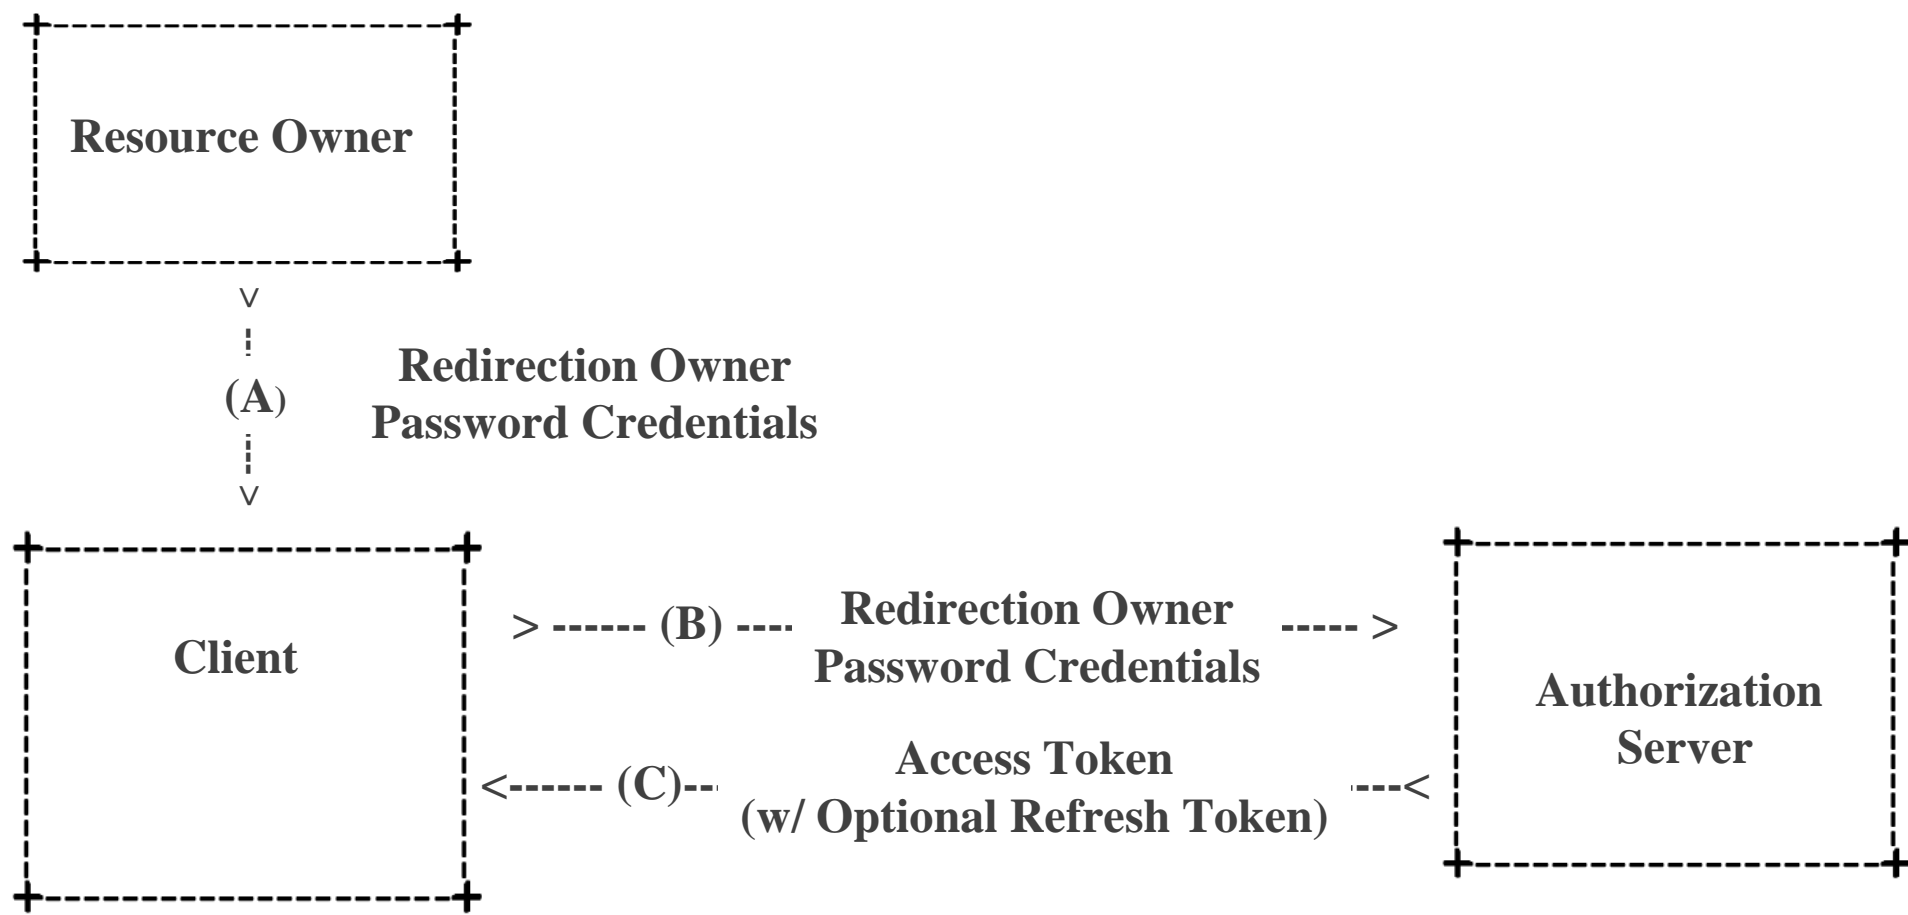 Resource Owner
v
(A)
v
Redirection Owner
Password Credentials
Client
> ------ (B) ---- Redirection Owner ----- >
Password Credentials
Authorization
Server
Access Token
<------ (C)--- ----<
(w/ Optional Refresh Token)